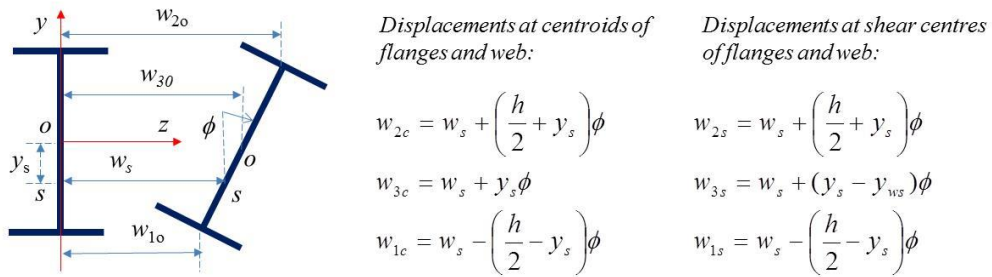 y
w₂ₒ
w₃₀
o
z
ϕ
yₛ
wₛ
o
s
s
w₁ₒ
Displacements at centroids of
flanges and web:
w₂c = wₛ + (h/2 + yₛ)ϕ
w₃c = wₛ + yₛϕ
w₁c = wₛ − (h/2 − yₛ)ϕ
Displacements at shear centres
of flanges and web:
w₂ₛ = wₛ + (h/2 + yₛ)ϕ
w₃ₛ = wₛ + (yₛ − y_ws)ϕ
w₁ₛ = wₛ − (h/2 − yₛ)ϕ